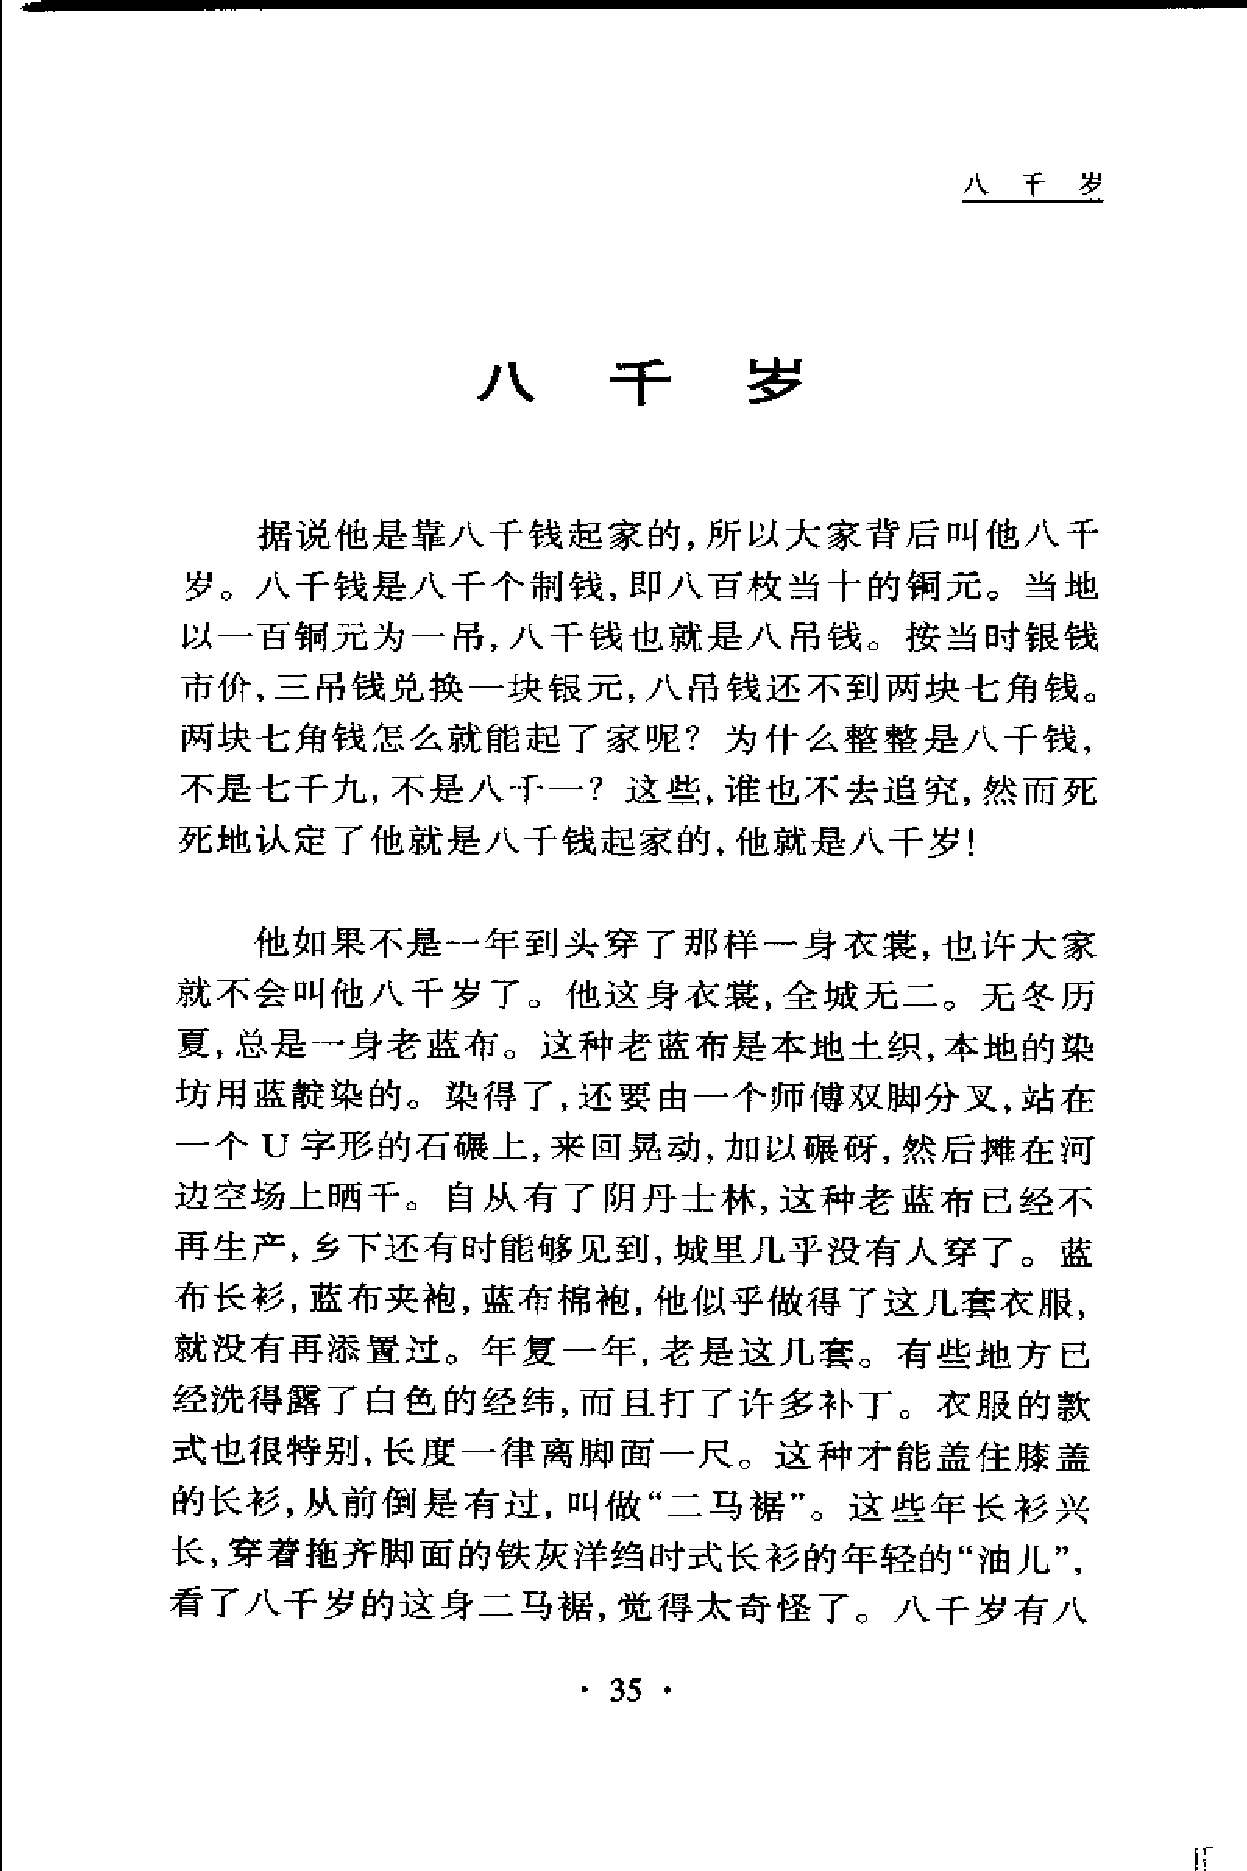 八 千 岁
八 千 岁
据说他是靠八千钱起家的,所以大家背后叫他八千
岁。八千钱是八千个制钱,即八百枚当十的铜元。当地
以一百铜元为一吊,八千钱也就是八吊钱。按当时银钱
市价,三吊钱兑换一块银元,八吊钱还不到两块七角钱。
两块七角钱怎么就能起了家呢?为什么整整是八千钱,
不是七千九,不是八千一?这些,谁也不去追究,然而死
死地认定了他就是八千钱起家的,他就是八千岁!
他如果不是一年到头穿了那样一身衣裳,也许大家
就不会叫他八千岁了。他这身衣裳,全城无二。无冬历
夏,总是一身老蓝布。这种老蓝布是本地土织,本地的染
坊用蓝靛染的。染得了,还要由一个师傅双脚分叉,站在
一个 U 字形的石碾上,来回晃动,加以碾砑,然后摊在河
边空场上晒干。自从有了阴丹士林,这种老蓝布已经不
再生产,乡下还有时能够见到,城里几乎没有人穿了。蓝
布长衫,蓝布夹袍,蓝布棉袍,他似乎做得了这几套衣服,
就没有再添置过。年复一年,老是这几套。有些地方已
经洗得露了白色的经纬,而且打了许多补丁。衣服的款
式也很特别,长度一律离脚面一尺。这种才能盖住膝盖
的长衫,从前倒是有过,叫做“二马裾”。这些年长衫兴
长,穿着拖齐脚面的铁灰洋绉时式长衫的年轻的“油儿”,
看了八千岁的这身二马裾,觉得太奇怪了。八千岁有八
· 35 ·